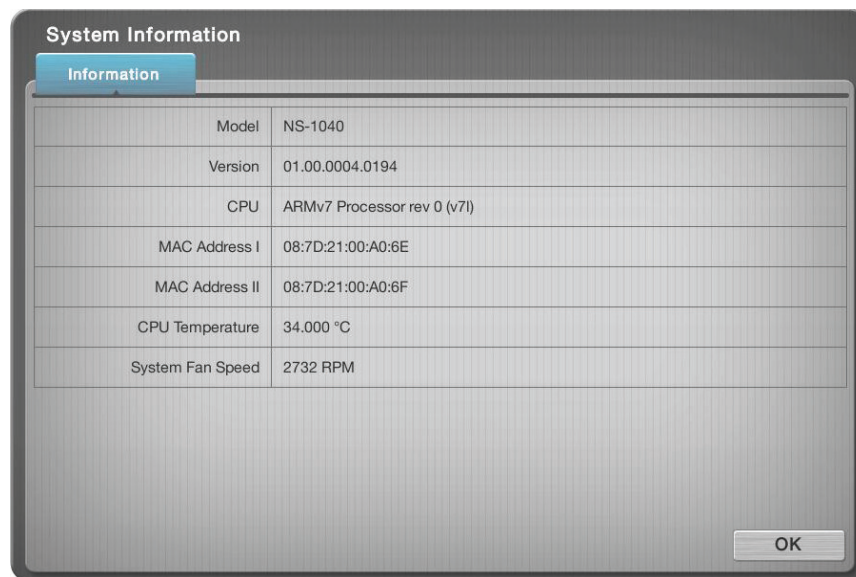 System Information
Information
Model NS-1040
Version 01.00.0004.0194
CPU ARMv7 Processor rev 0 (v7l)
MAC Address I 08:7D:21:00:A0:6E
MAC Address II 08:7D:21:00:A0:6F
CPU Temperature 34.000 °C
System Fan Speed 2732 RPM
OK